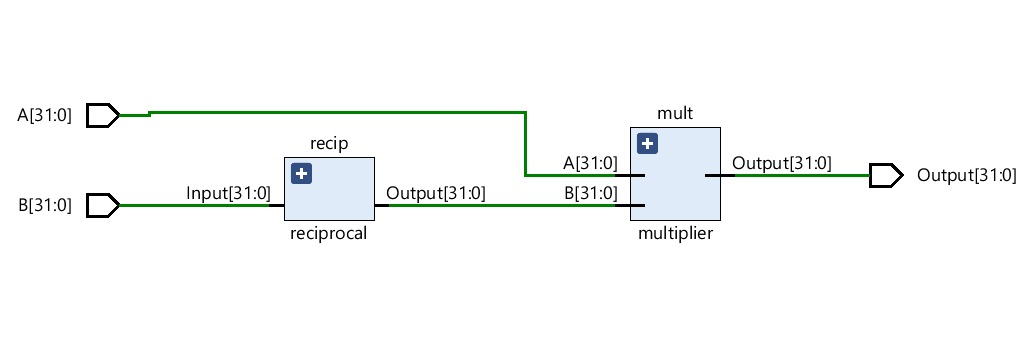 mult
A[31:0]
recip
A[31:0]
Output[31:0]
Output[31:0]
B[31:0]
Input[31:0]
Output[31:0]
B[31:0]
reciprocal
multiplier